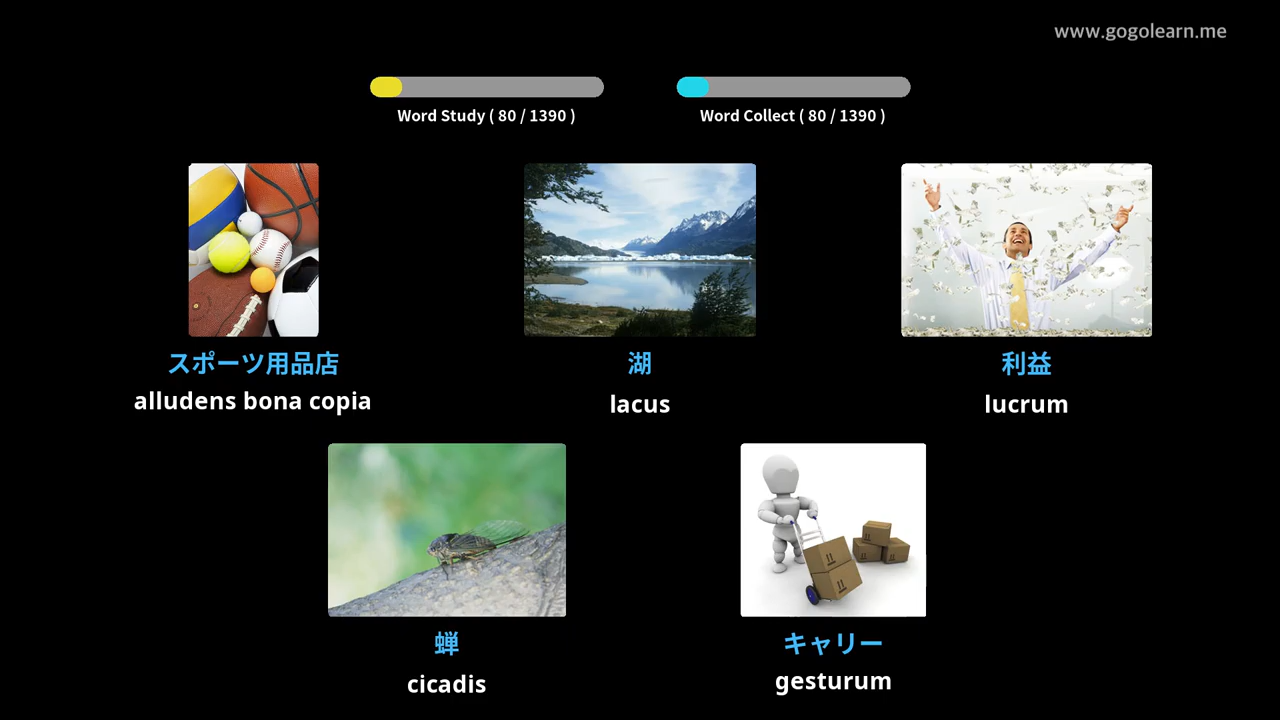 www.gogolearn.me
Word Study ( 80 / 1390 )
Word Collect ( 80 / 1390 )
スポーツ用品店
alludens bona copia
湖
lacus
利益
lucrum
蝉
cicadis
キャリー
gesturum